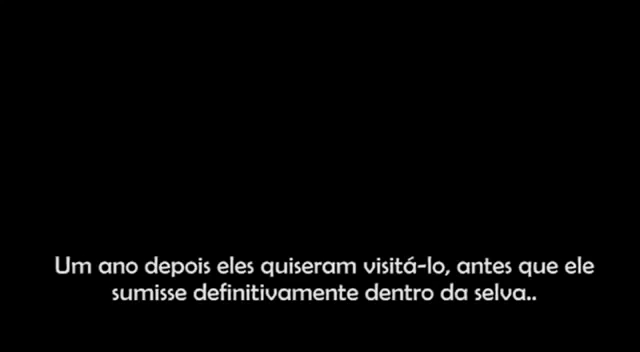 Um ano depois eles quiseram visitá-lo, antes que ele
sumisse definitivamente dentro da selva..